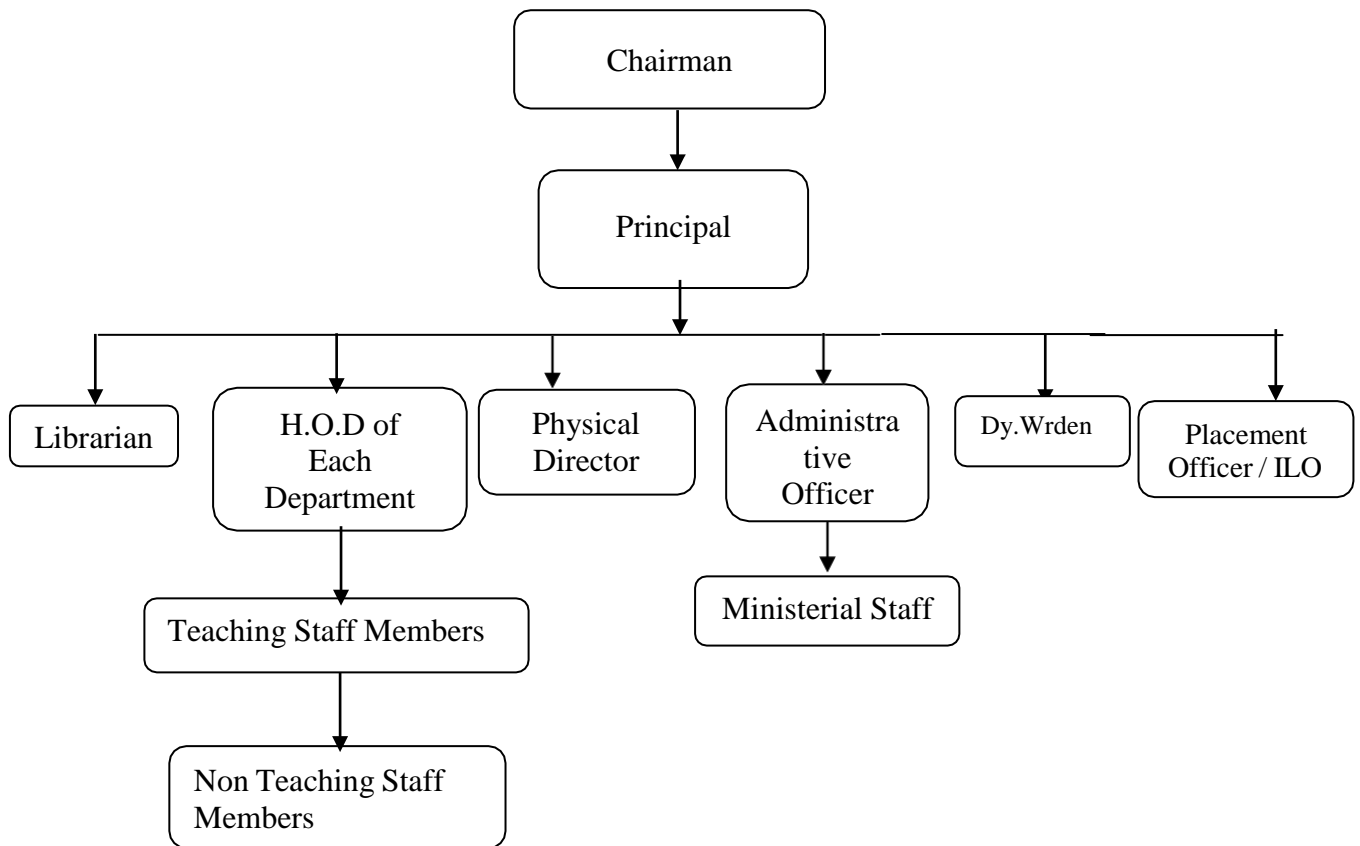 Chairman
Principal
Librarian
H.O.D of
Each
Department
Physical
Director
Administra
tive
Officer
Dy.Wrden
Placement
Officer / ILO
Teaching Staff Members
Ministerial Staff
Non Teaching Staff
Members